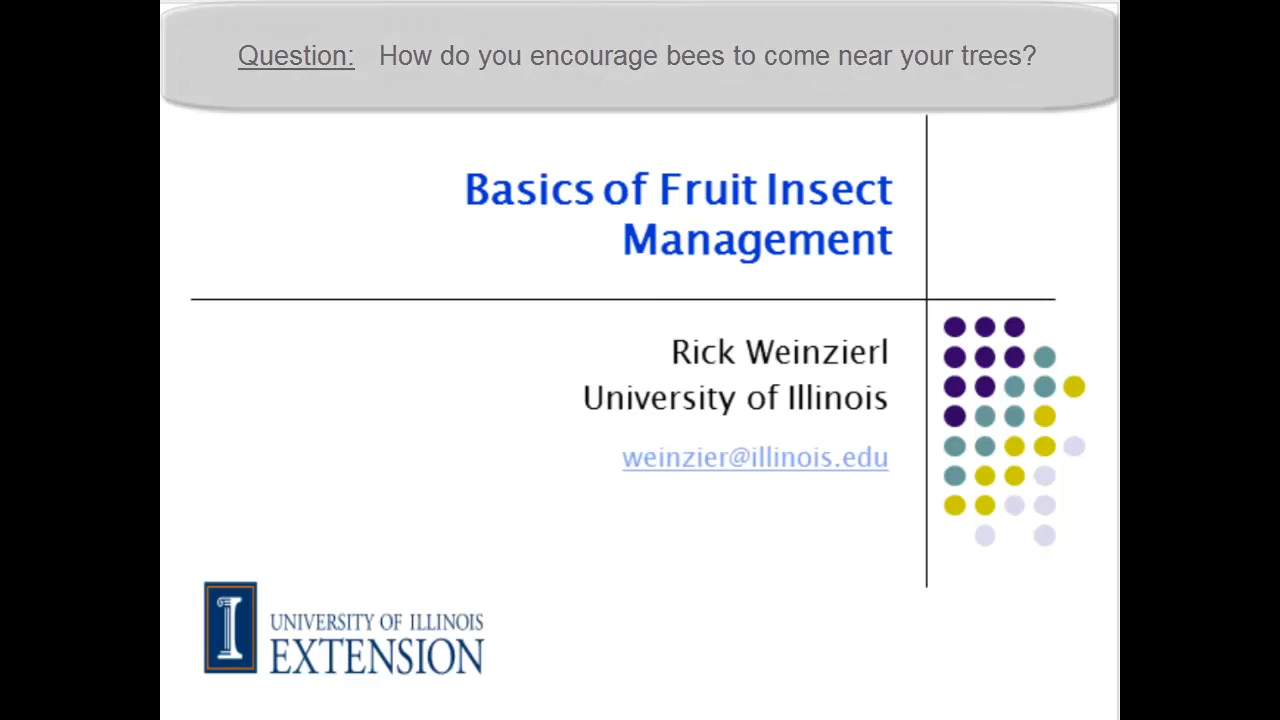 Question: How do you encourage bees to come near your trees?
Basics of Fruit Insect
Management
Rick Weinzierl
University of Illinois
weinzier@illinois.edu
I
UNIVERSITY OF ILLINOIS
EXTENSION